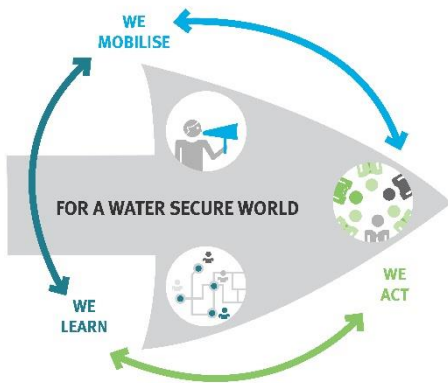 WE
MOBILISE
FOR A WATER SECURE WORLD
WE
LEARN
WE
ACT